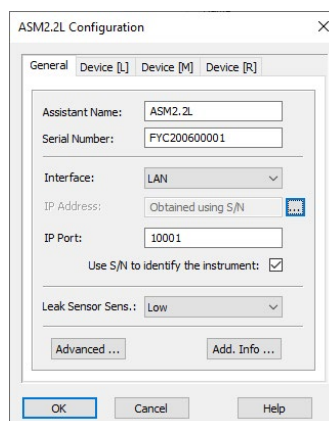 ASM2.2L Configuration
General Device [L] Device [M] Device [R]
Assistant Name: ASM2.2L
Serial Number: FYC200600001
Interface: LAN
IP Address: Obtained using S/N ...
IP Port: 10001
Use S/N to identify the instrument:
Leak Sensor Sens.: Low
Advanced ... Add. Info ...
OK Cancel Help